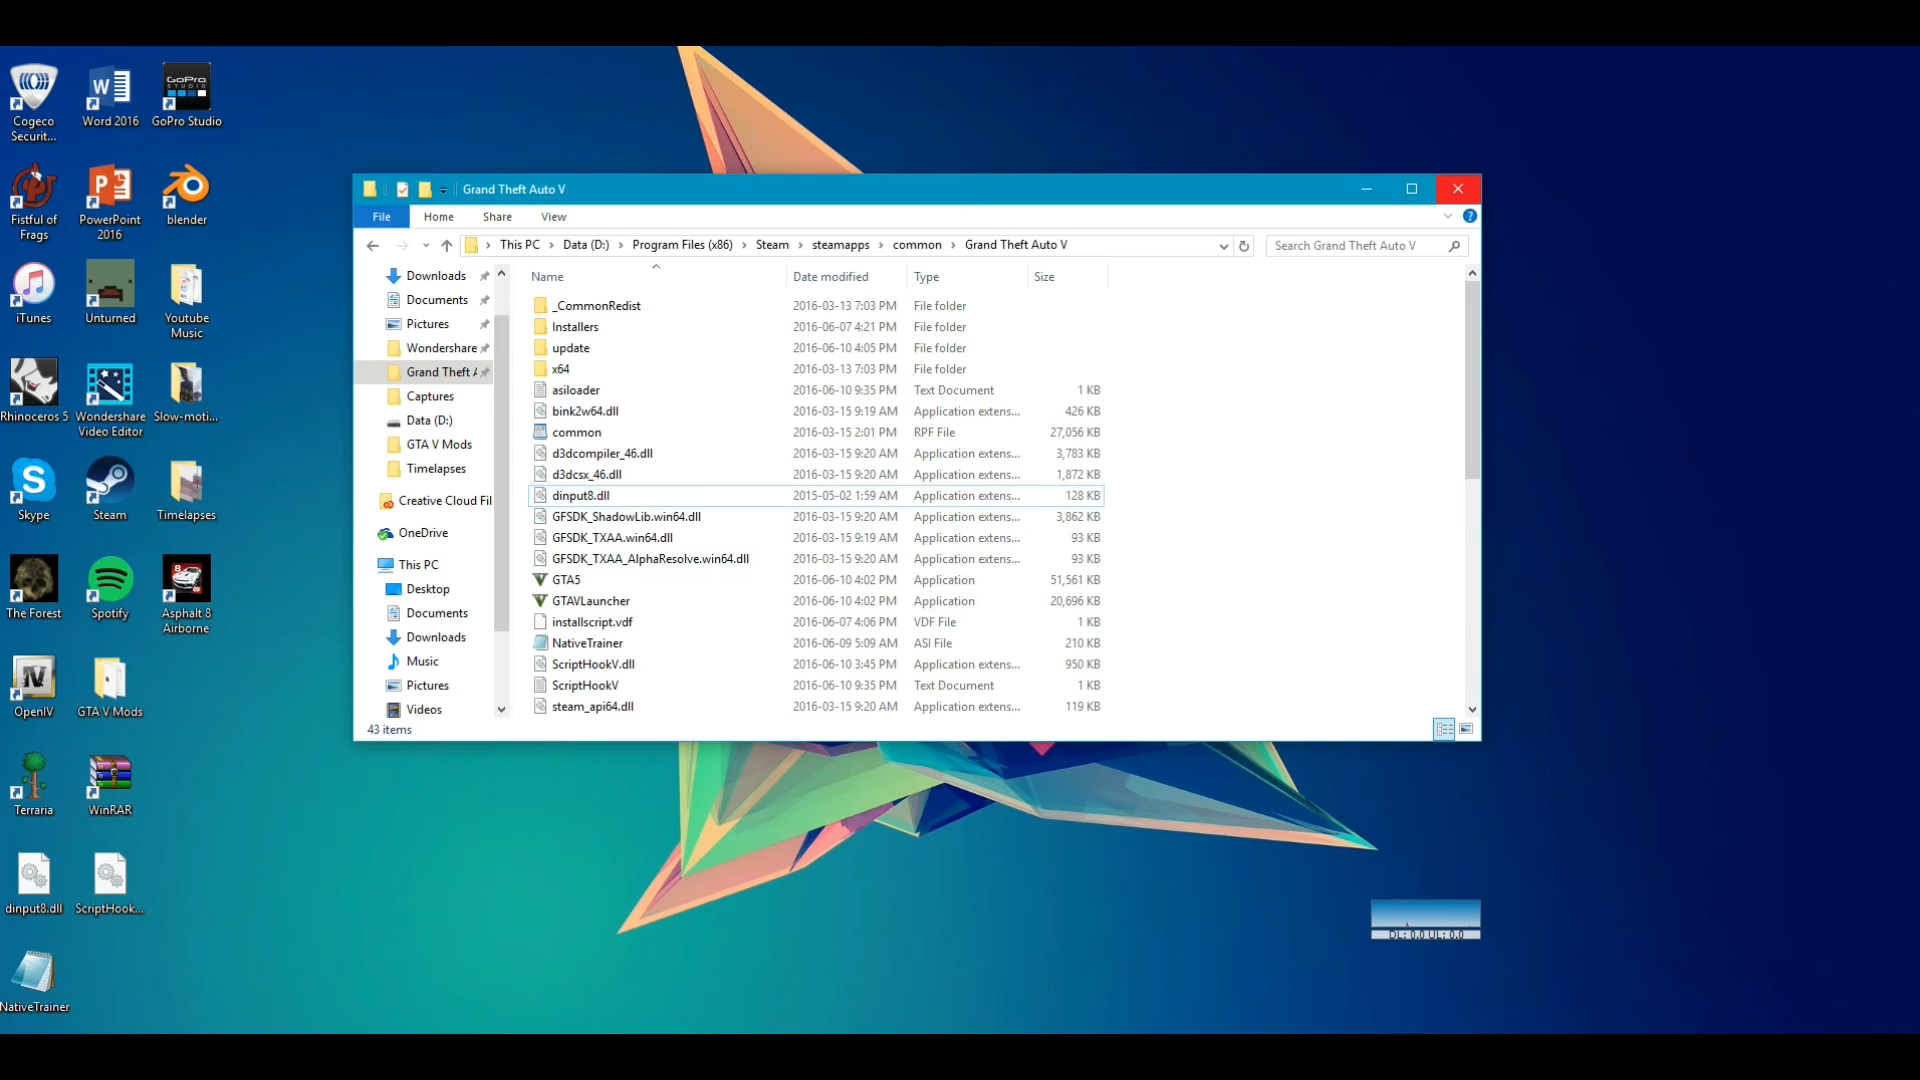 Cogeco
Securit...
Word 2016
GoPro
STUDIO
GoPro Studio
Fistful of
Frags
PowerPoint
2016
blender
iTunes
Unturned
Youtube
Music
Rhinoceros 5
Wondershare
Video Editor
Slow-moti...
Skype
Steam
Timelapses
The Forest
Spotify
Asphalt 8
Airborne
IV
OpenIV
GTA V Mods
Terraria
WinRAR
dinput8.dll
ScriptHook...
NativeTrainer
Grand Theft Auto V
File Home Share View
This PC > Data (D:) > Program Files (x86) > Steam > steamapps > common > Grand Theft Auto V
Search Grand Theft Auto V
Downloads
Documents
Pictures
Wondershare
Grand Theft A
Captures
Data (D:)
GTA V Mods
Timelapses
Creative Cloud Fil
OneDrive
This PC
Desktop
Documents
Downloads
Music
Pictures
Videos
Name Date modified Type Size
_CommonRedist 2016-03-13 7:03 PM File folder
Installers 2016-06-07 4:21 PM File folder
update 2016-06-10 4:05 PM File folder
x64 2016-03-13 7:03 PM File folder
asiloader 2016-06-10 9:35 PM Text Document 1 KB
bink2w64.dll 2016-03-15 9:19 AM Application extens... 426 KB
common 2016-03-15 2:01 PM RPF File 27,056 KB
d3dcompiler_46.dll 2016-03-15 9:20 AM Application extens... 3,783 KB
d3dcsx_46.dll 2016-03-15 9:20 AM Application extens... 1,872 KB
dinput8.dll 2015-05-02 1:59 AM Application extens... 128 KB
GFSDK_ShadowLib.win64.dll 2016-03-15 9:20 AM Application extens... 3,862 KB
GFSDK_TXAA.win64.dll 2016-03-15 9:19 AM Application extens... 93 KB
GFSDK_TXAA_AlphaResolve.win64.dll 2016-03-15 9:20 AM Application extens... 93 KB
GTA5 2016-06-10 4:02 PM Application 51,561 KB
GTAVLauncher 2016-06-10 4:02 PM Application 20,696 KB
installscript.vdf 2016-06-07 4:06 PM VDF File 1 KB
NativeTrainer 2016-06-09 5:09 AM ASI File 210 KB
ScriptHookV.dll 2016-06-10 3:45 PM Application extens... 950 KB
ScriptHookV 2016-06-10 9:35 PM Text Document 1 KB
steam_api64.dll 2016-03-15 9:20 AM Application extens... 119 KB
43 items
DL: 0.0 UL: 0.0